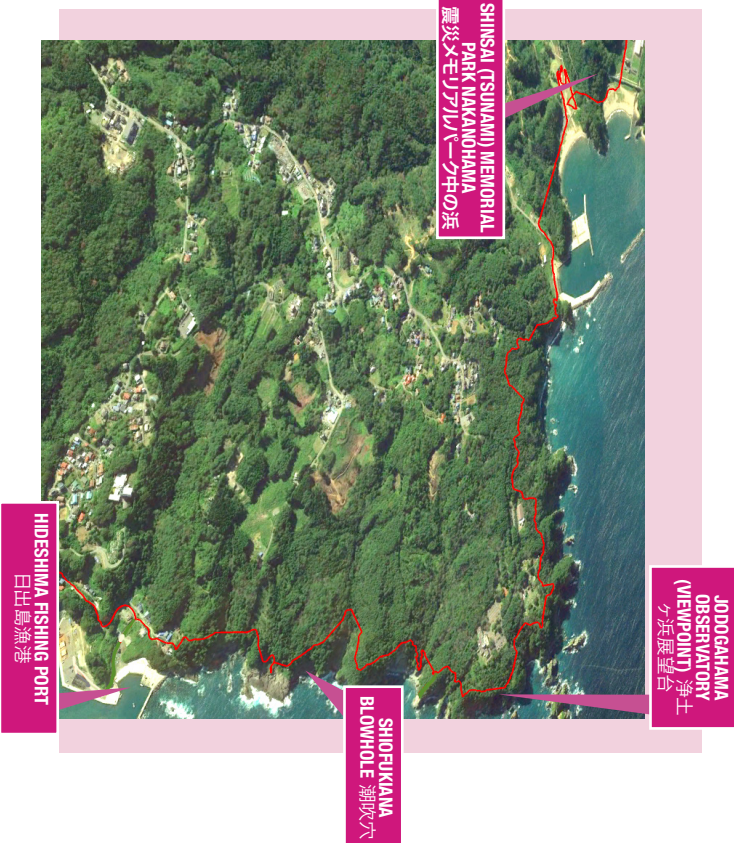 SHINSAI (TSUNAMI) MEMORIAL
PARK NAKANOHAMA
震災メモリアルパーク中の浜
JODOGAHAMA
OBSERVATORY
(VIEWPOINT) 浄土
ヶ浜展望台
SHIOFUKIANA
BLOWHOLE 潮吹穴
HIDESHIMA FISHING PORT
日出島漁港